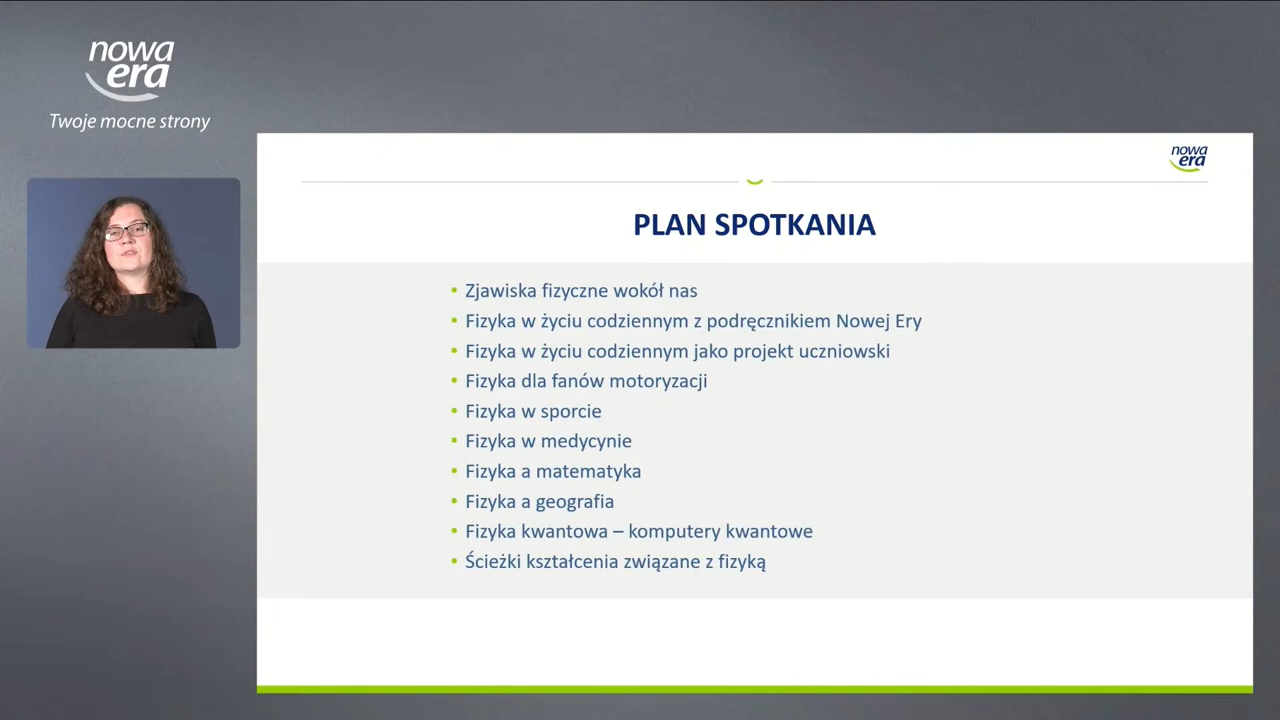 nowa
era
Twoje mocne strony
nowa
era
PLAN SPOTKANIA
• Zjawiska fizyczne wokół nas
• Fizyka w życiu codziennym z podręcznikiem Nowej Ery
• Fizyka w życiu codziennym jako projekt uczniowski
• Fizyka dla fanów motoryzacji
• Fizyka w sporcie
• Fizyka w medycynie
• Fizyka a matematyka
• Fizyka a geografia
• Fizyka kwantowa – komputery kwantowe
• Ścieżki kształcenia związane z fizyką